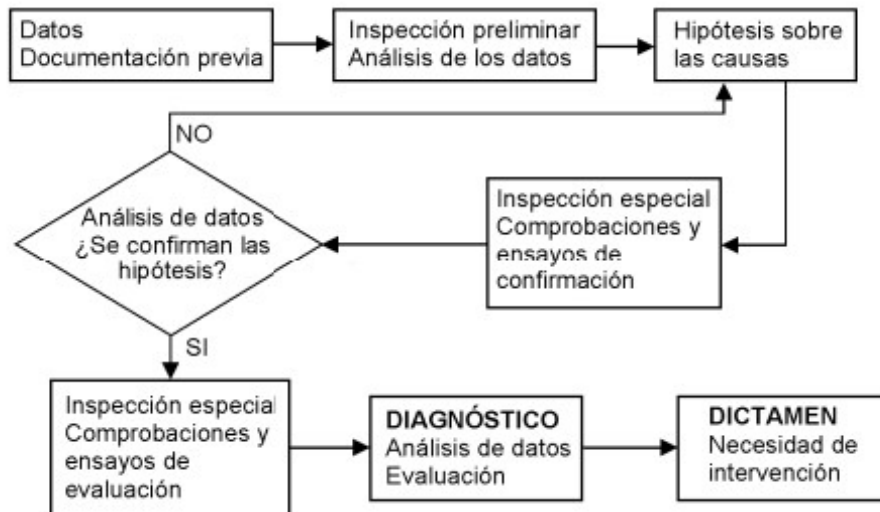 Datos
Documentación previa
Inspección preliminar
Análisis de los datos
Hipótesis sobre
las causas
NO
Inspección especial
Comprobaciones y
ensayos de
confirmación
Análisis de datos
¿Se confirman las
hipótesis?
SI
Inspección especial
Comprobaciones y
ensayos de
evaluación
DIAGNÓSTICO
Análisis de datos
Evaluación
DICTAMEN
Necesidad de
intervención